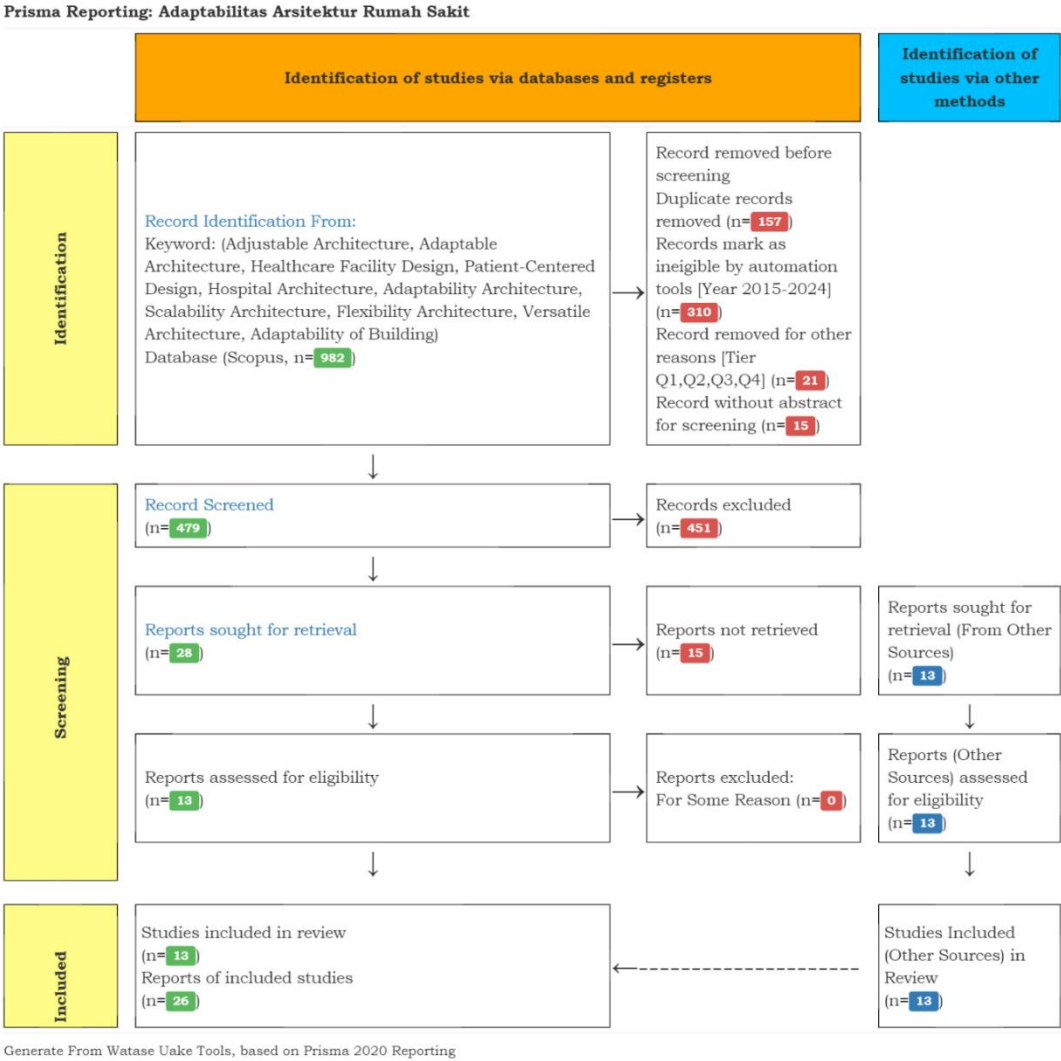 Prisma Reporting: Adaptabilitas Arsitektur Rumah Sakit
Identification of studies via databases and registers
Identification of
studies via other
methods
Identification
Record Identification From:
Keyword: (Adjustable Architecture, Adaptable
Architecture, Healthcare Facility Design, Patient-Centered
Design, Hospital Architecture, Adaptability Architecture,
Scalability Architecture, Flexibility Architecture, Versatile
Architecture, Adaptability of Building)
Database (Scopus, n=982)
Record removed before
screening
Duplicate records
removed (n=157)
Records mark as
ineigible by automation
tools [Year 2015-2024]
(n=310)
Record removed for other
reasons [Tier
Q1,Q2,Q3,Q4] (n=21)
Record without abstract
for screening (n=15)
Screening
Record Screened
(n=479)
Records excluded
(n=451)
Reports sought for retrieval
(n=28)
Reports not retrieved
(n=15)
Reports sought for
retrieval (From Other
Sources)
(n=13)
Reports assessed for eligibility
(n=13)
Reports excluded:
For Some Reason (n=0)
Reports (Other
Sources) assessed
for eligibility
(n=13)
Included
Studies included in review
(n=13)
Reports of included studies
(n=26)
Studies Included
(Other Sources) in
Review
(n=13)
Generate From Watase Uake Tools, based on Prisma 2020 Reporting